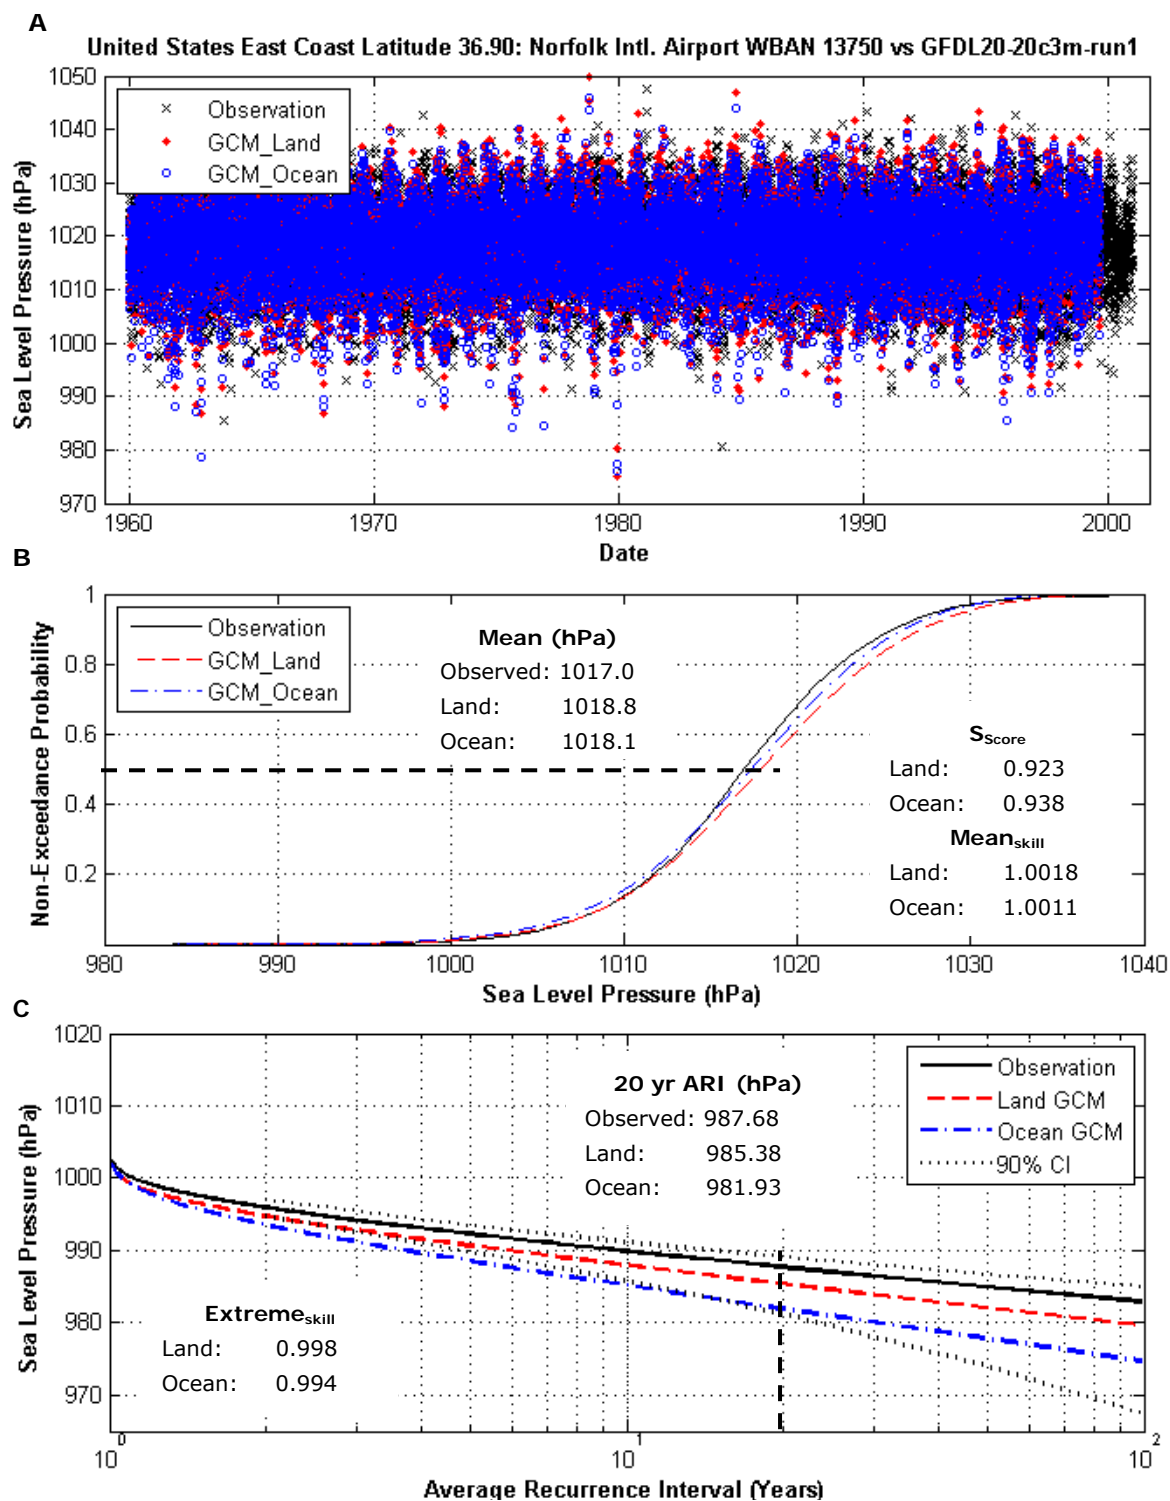 A
United States East Coast Latitude 36.90: Norfolk Intl. Airport WBAN 13750 vs GFDL20-20c3m-run1
Sea Level Pressure (hPa)
1050
1040
1030
1020
1010
1000
990
980
970
Observation
GCM_Land
GCM_Ocean
1960
1970
1980
1990
2000
Date
B
Non-Exceedance Probability
1
0.8
0.6
0.4
0.2
Observation
GCM_Land
GCM_Ocean
Mean (hPa)
Observed: 1017.0
Land: 1018.8
Ocean: 1018.1
SScore
Land: 0.923
Ocean: 0.938
Meanskill
Land: 1.0018
Ocean: 1.0011
980
990
1000
1010
1020
1030
1040
Sea Level Pressure (hPa)
C
Sea Level Pressure (hPa)
1020
1010
1000
990
980
970
20 yr ARI (hPa)
Observed: 987.68
Land: 985.38
Ocean: 981.93
Observation
Land GCM
Ocean GCM
90% CI
Extremeskill
Land: 0.998
Ocean: 0.994
10^0
10^1
10^2
Average Recurrence Interval (Years)